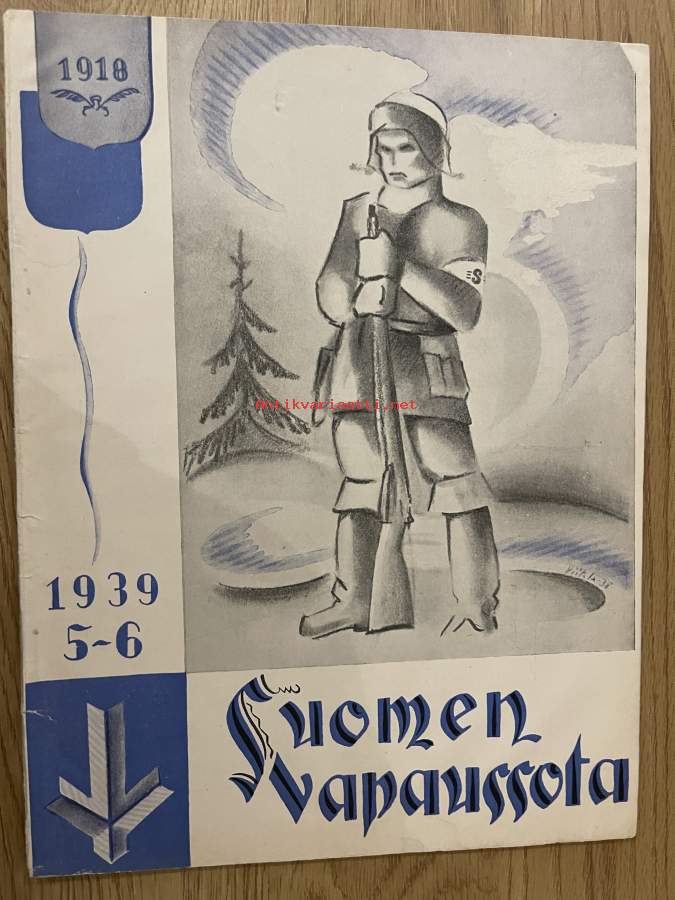 1918
S
Antikvariaatti.net
1939
5-6
Suomen
vapaussota